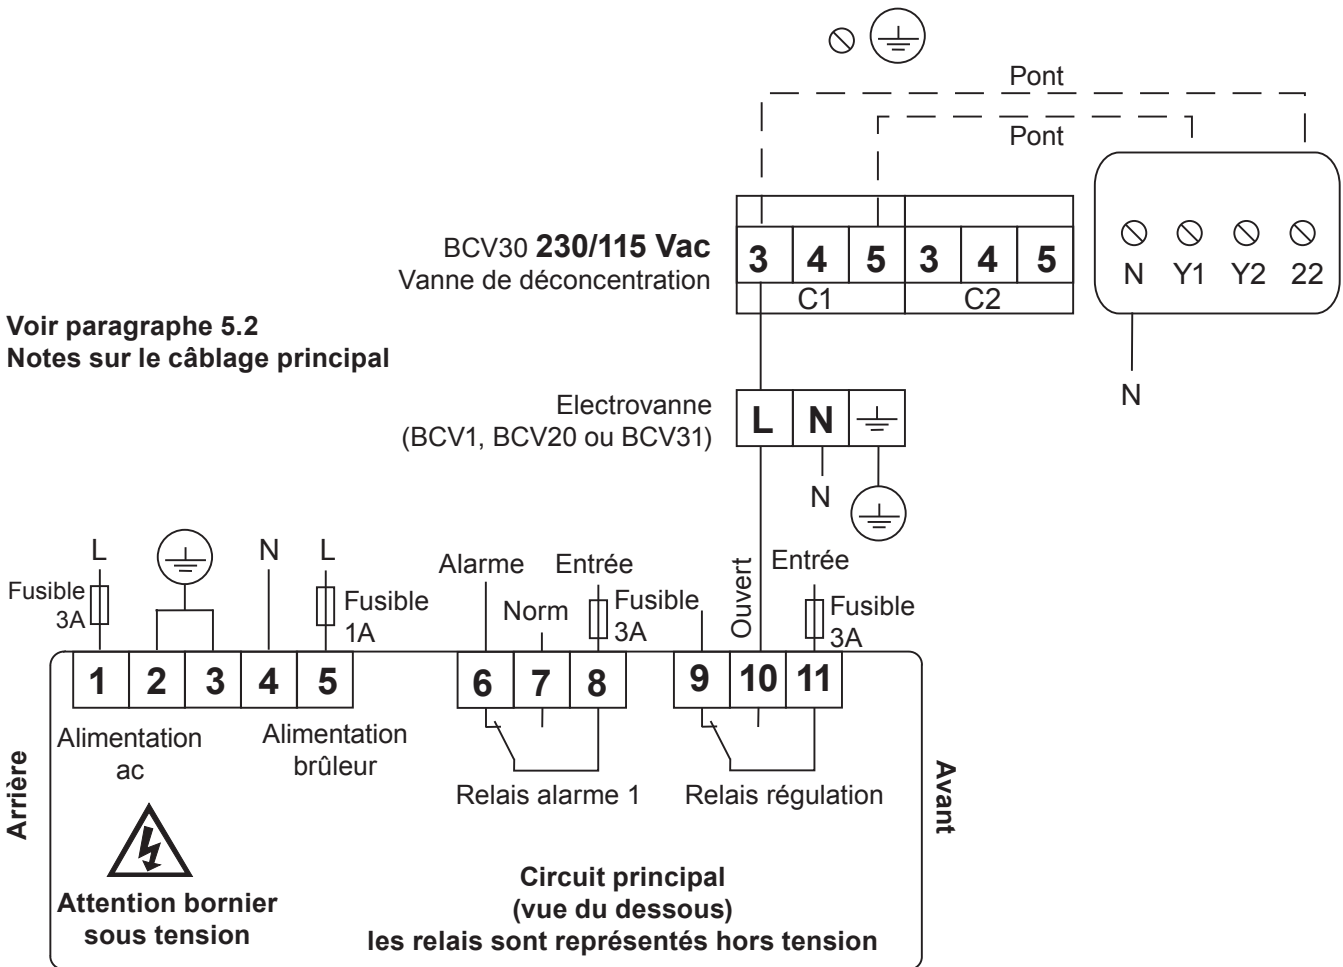 Pont
Pont
BCV30 230/115 Vac
Vanne de déconcentration
3 4 5 3 4 5
C1 C2
N Y1 Y2 22
N
Voir paragraphe 5.2
Notes sur le câblage principal
Electrovanne
(BCV1, BCV20 ou BCV31)
L N
N
L N L
Fusible
3A
Fusible
1A
Alarme
Norm
Entrée
Fusible
3A
Ouvert
Entrée
Fusible
3A
1 2 3 4 5
6 7 8
9 10 11
Alimentation
ac
Alimentation
brûleur
Relais alarme 1
Relais régulation
Arrière
Avant
Attention bornier
sous tension
Circuit principal
(vue du dessous)
les relais sont représentés hors tension